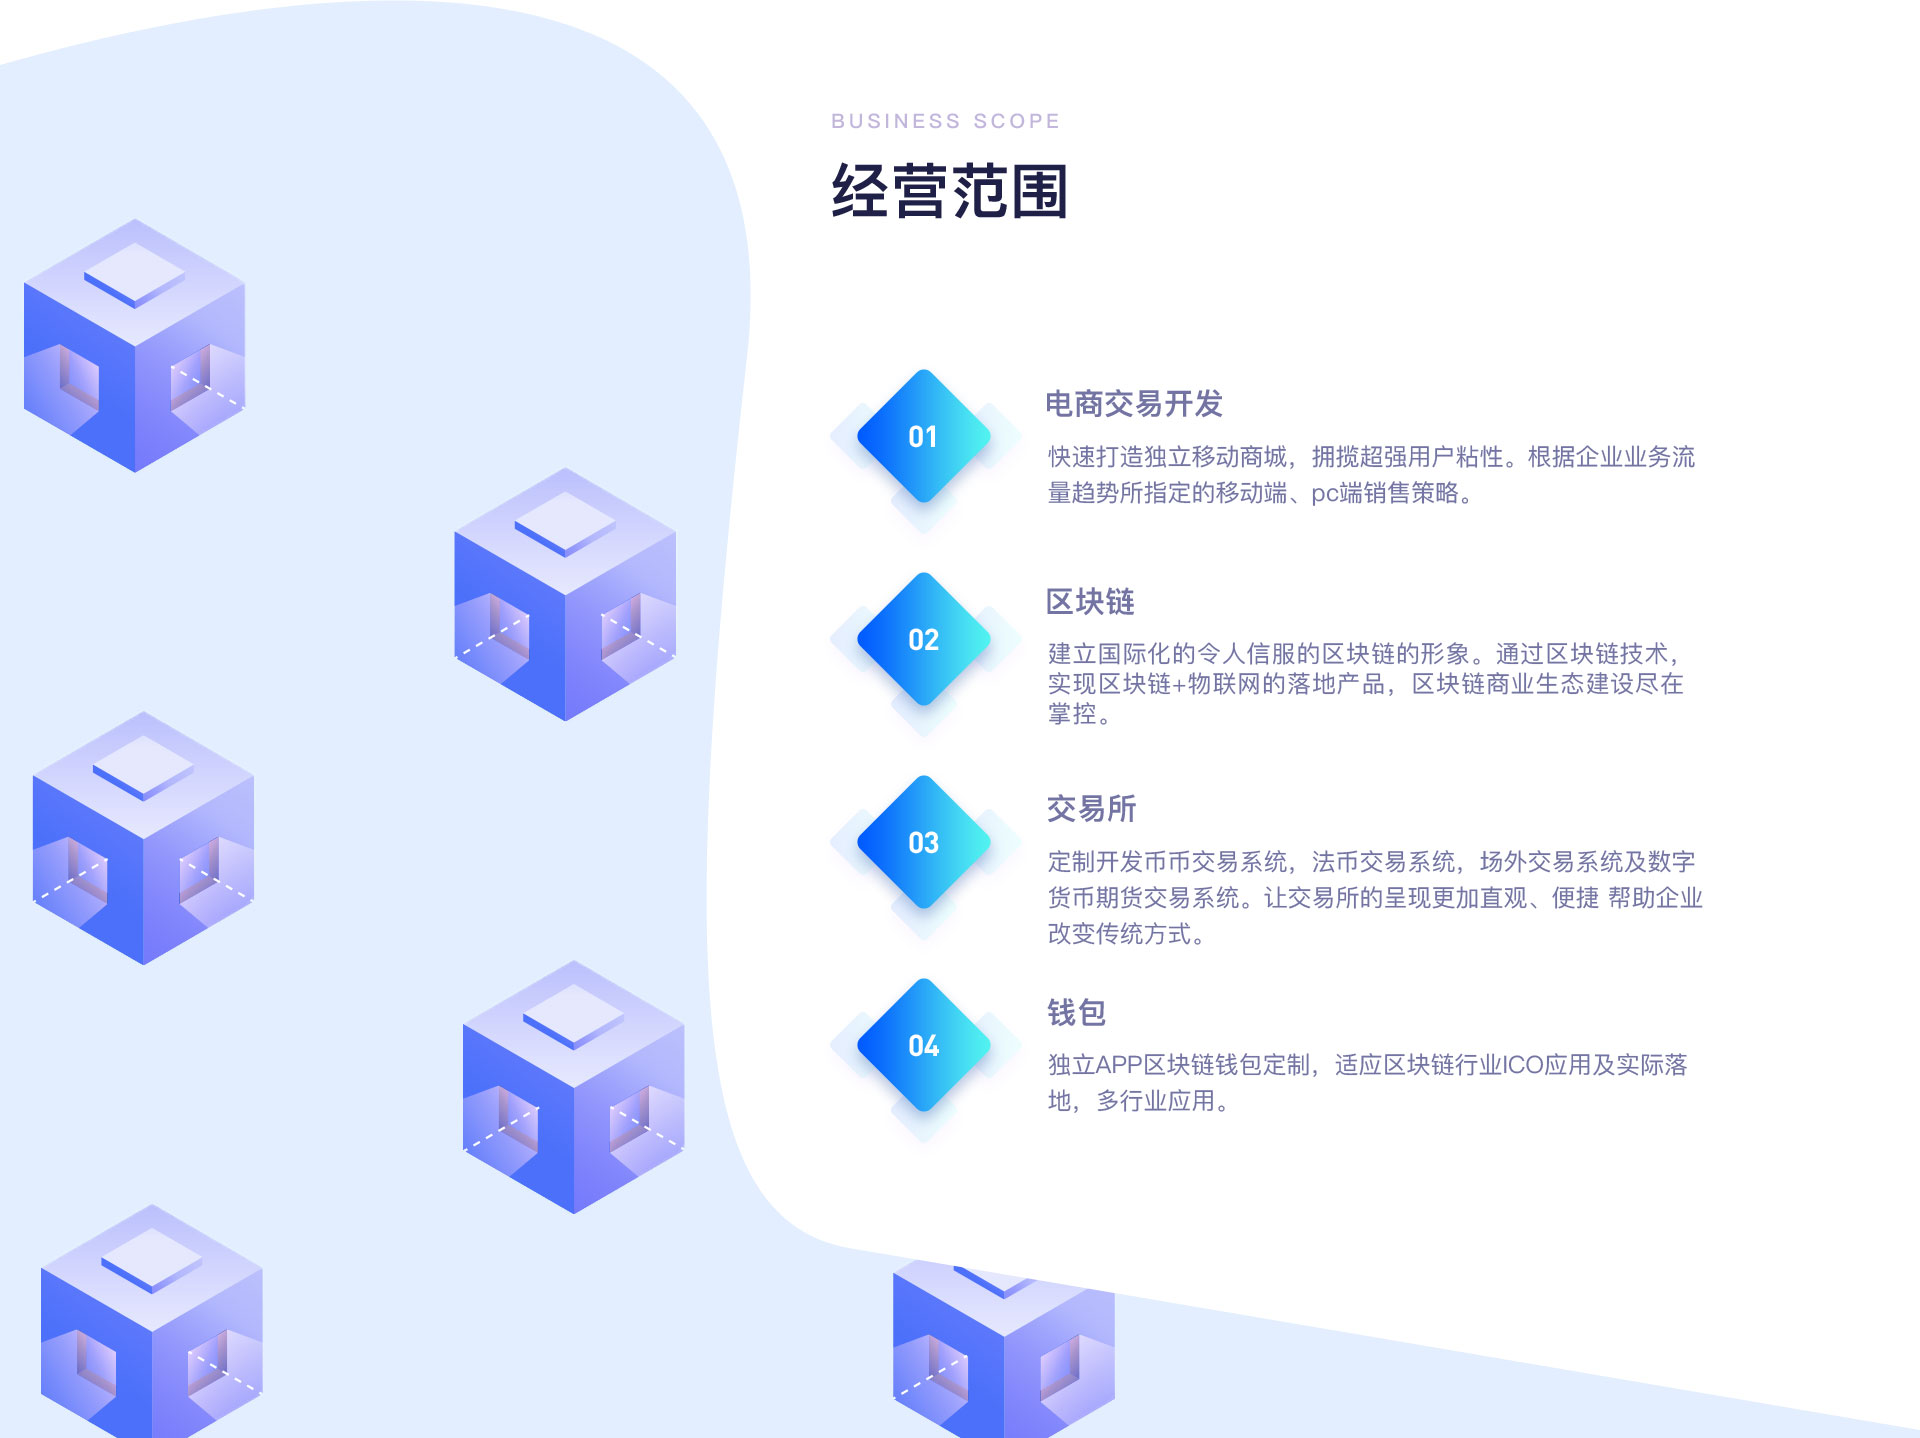 BUSINESS SCOPE
经营范围
01
电商交易开发
快速打造独立移动商城，拥揽超强用户粘性。根据企业业务流
量趋势所指定的移动端、pc端销售策略。
02
区块链
建立国际化的令人信服的区块链的形象。通过区块链技术，
实现区块链+物联网的落地产品，区块链商业生态建设尽在
掌控。
03
交易所
定制开发币币交易系统，法币交易系统，场外交易系统及数字
货币期货交易系统。让交易所的呈现更加直观、便捷 帮助企业
改变传统方式。
04
钱包
独立APP区块链钱包定制，适应区块链行业ICO应用及实际落
地，多行业应用。